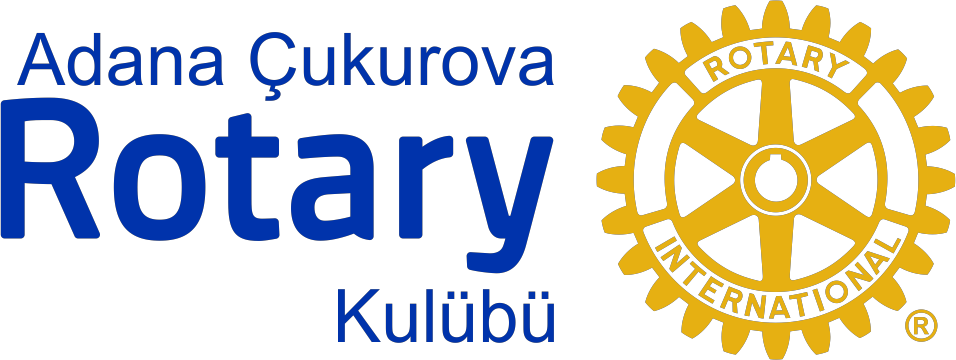 Adana Çukurova
Rotary
Kulübü
ROTARY
INTERNATIONAL
®